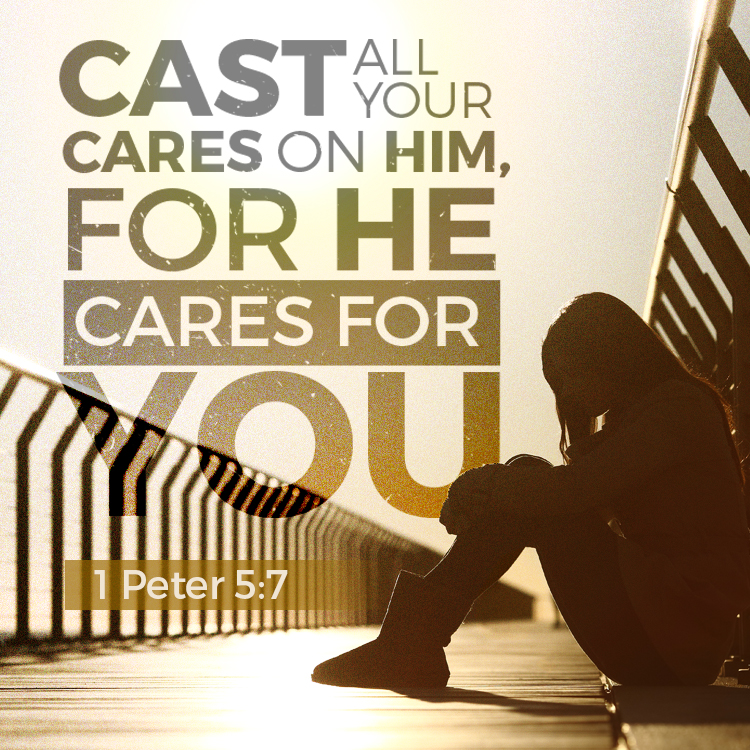 CAST ALL
YOUR
CARES ON HIM,
FOR HE
CARES FOR
YOU
1 Peter 5:7